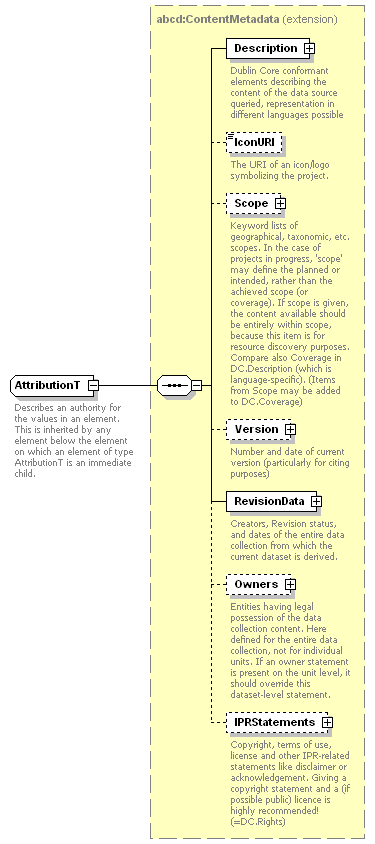 abcd:ContentMetadata (extension)
Description
Dublin Core conformant
elements describing the
content of the data source
queried, representation in
different languages possible
IconURI
The URI of an icon/logo
symbolizing the project.
Scope
Keyword lists of
geographical, taxonomic, etc.
scopes. In the case of
projects in progress, 'scope'
may define the planned or
intended, rather than the
achieved scope (or
coverage). If scope is given,
the content available should
be entirely within scope,
because this item is for
resource discovery purposes.
Compare also Coverage in
DC.Description (which is
language-specific). (Items
from Scope may be added
to DC.Coverage)
AttributionT
Describes an authority for
the values in an element.
This is inherited by any
element below the element
on which an element of type
AttributionT is an immediate
child.
Version
Number and date of current
version (particularly for citing
purposes)
RevisionData
Creators, Revision status,
and dates of the entire data
collection from which the
current dataset is derived.
Owners
Entities having legal
possession of the data
collection content. Here
defined for the entire data
collection, not for individual
units. If an owner statement
is present on the unit level, it
should override this
dataset-level statement.
IPRStatements
Copyright, terms of use,
license and other IPR-related
statements like disclaimer or
acknowledgement. Giving a
copyright statement and a (if
possible public) licence is
highly recommended!
(=DC.Rights)